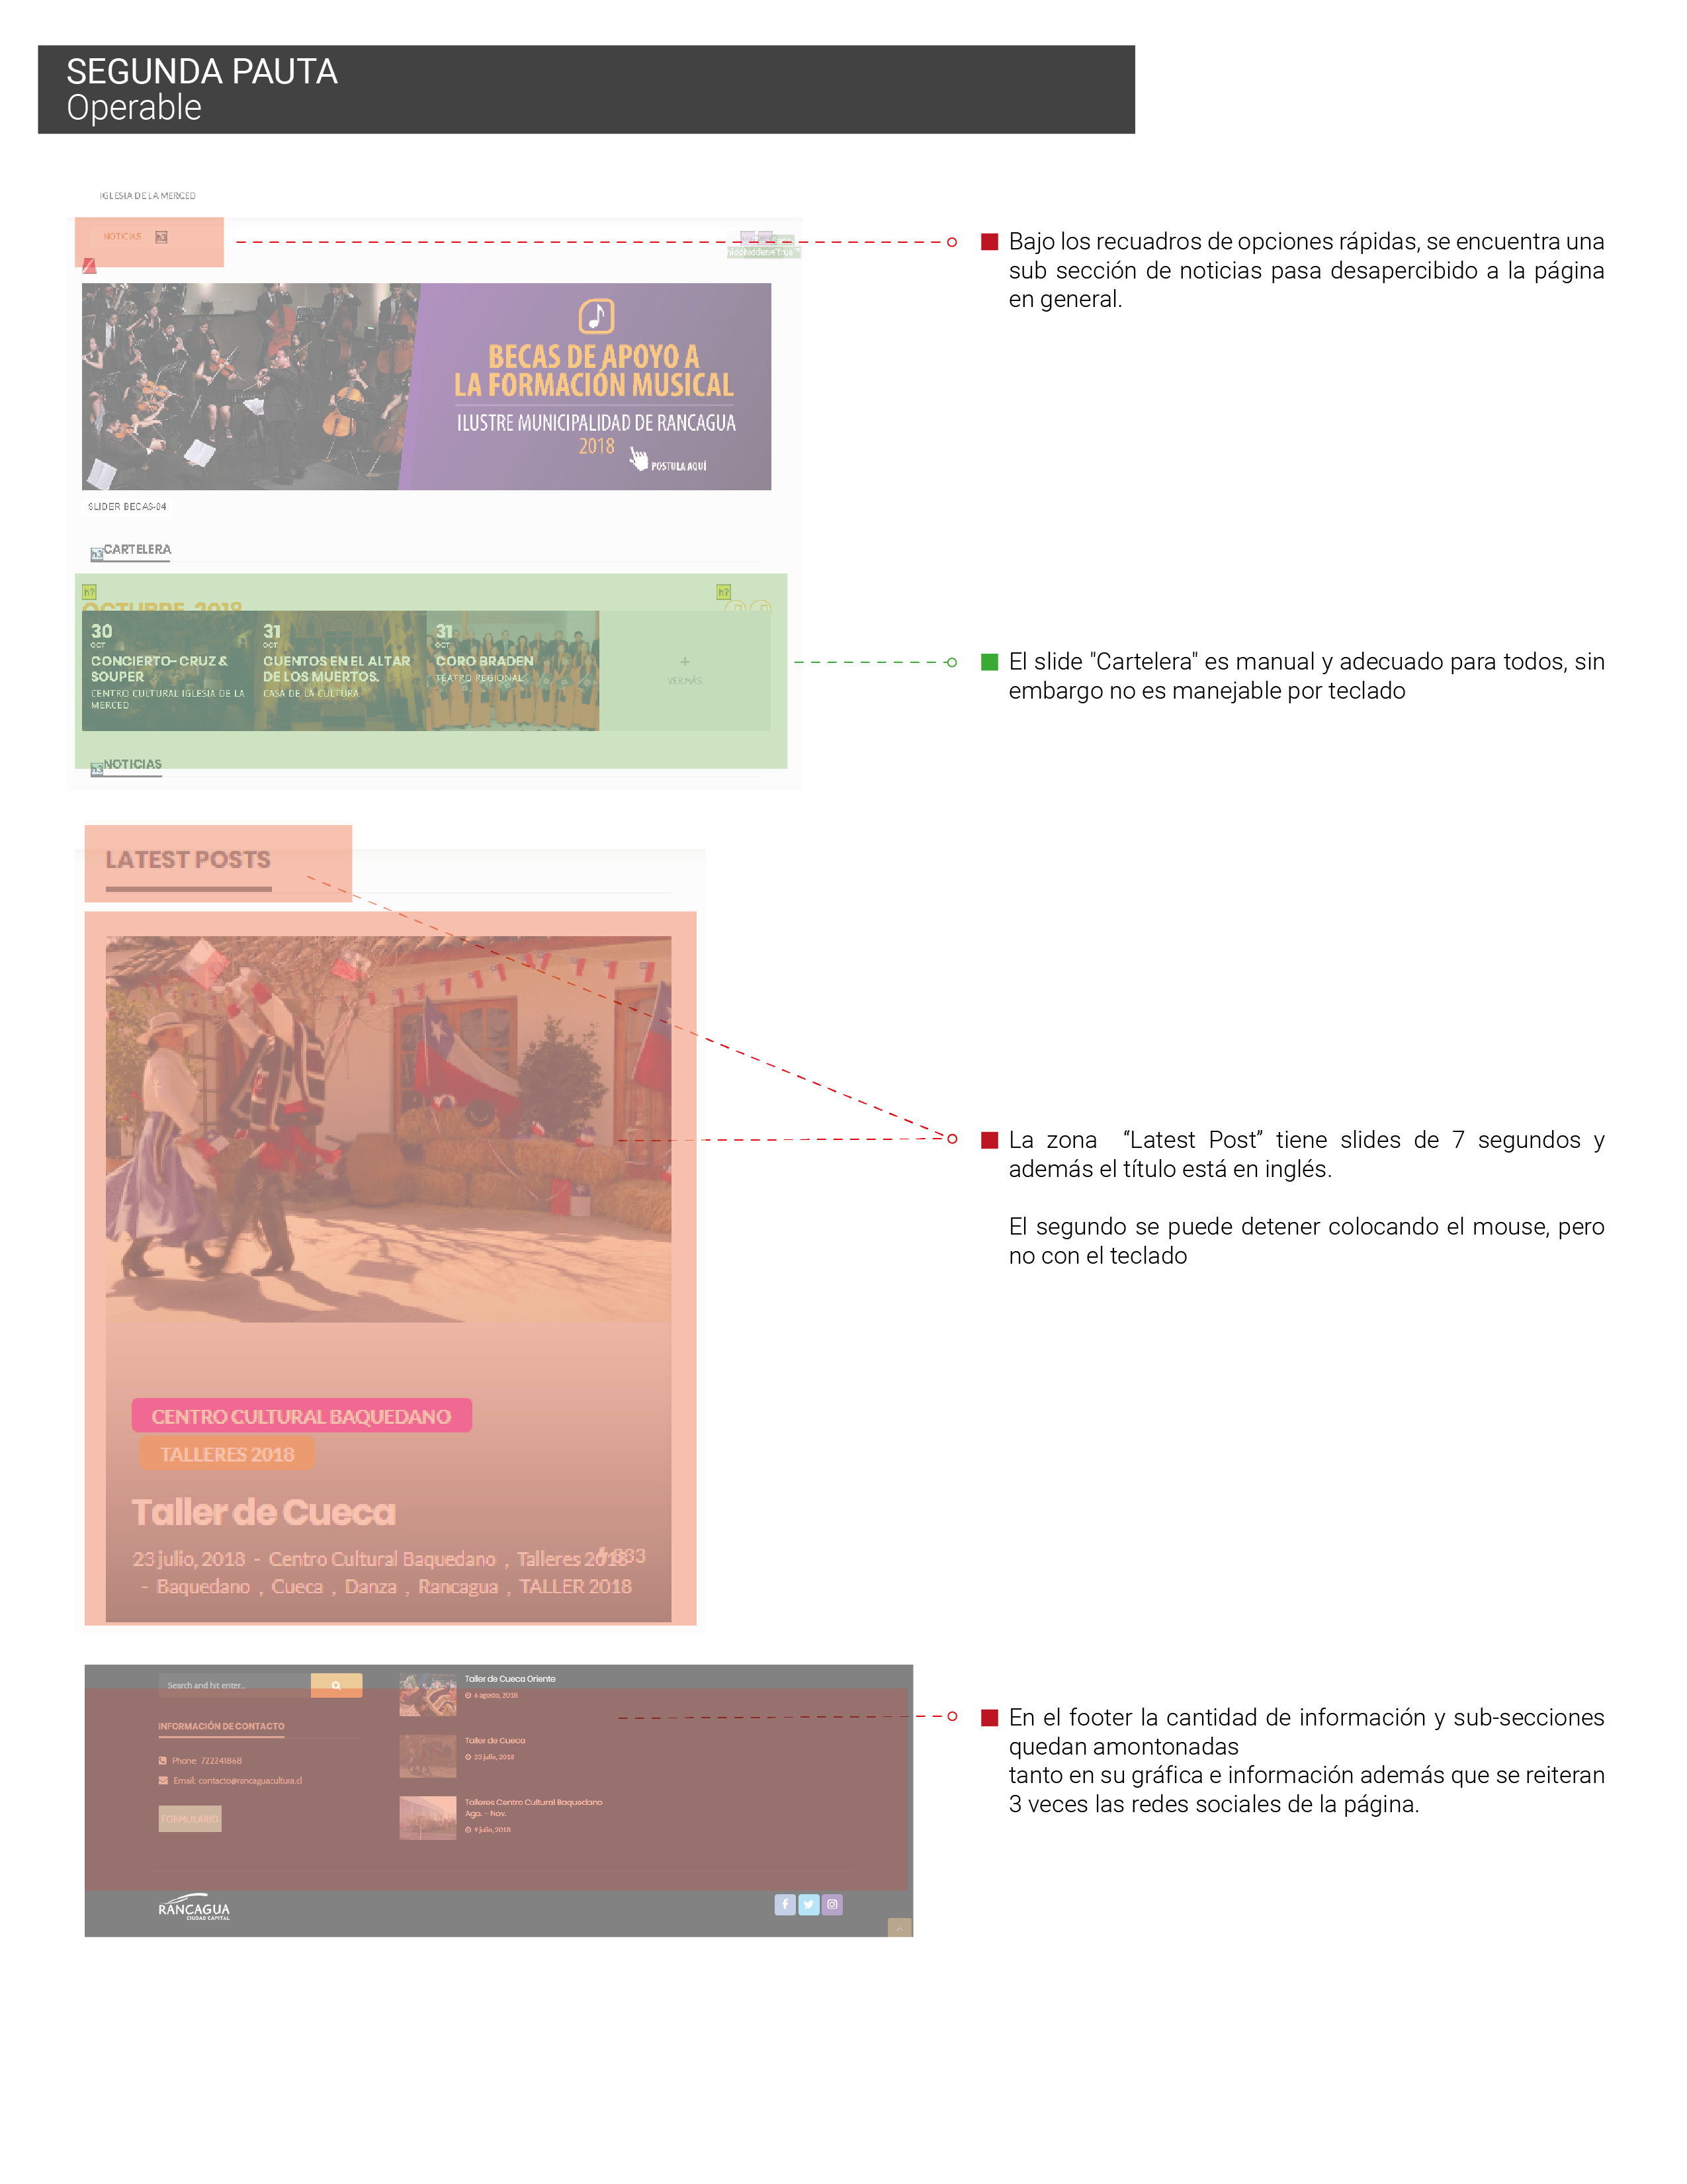 SEGUNDA PAUTA
Operable
IGLESIA DE LA MERCED
NOTICIAS h3
Bajo los recuadros de opciones rápidas, se encuentra una
sub sección de noticias pasa desapercibido a la página
en general.
BECAS DE APOYO A
LA FORMACIÓN MUSICAL
ILUSTRE MUNICIPALIDAD DE RANCAGUA
2018
POSTULA AQUÍ
SLIDER BECAS-04
h3 CARTELERA
h?
h?
OCTUBRE, 2018
30
OCT
CONCIERTO- CRUZ &
SOUPER
CENTRO CULTURAL IGLESIA DE LA
MERCED
31
OCT
CUENTOS EN EL ALTAR
DE LOS MUERTOS.
CASA DE LA CULTURA
31
OCT
CORO BRADEN
TEATRO REGIONAL
+
VER MÁS
El slide "Cartelera" es manual y adecuado para todos, sin
embargo no es manejable por teclado
h3 NOTICIAS
LATEST POSTS
La zona “Latest Post” tiene slides de 7 segundos y
además el título está en inglés.
El segundo se puede detener colocando el mouse, pero
no con el teclado
CENTRO CULTURAL BAQUEDANO
TALLERES 2018
Taller de Cueca
23 julio, 2018 - Centro Cultural Baquedano , Talleres 2018
833
- Baquedano , Cueca , Danza , Rancagua , TALLER 2018
Search and hit enter...
INFORMACIÓN DE CONTACTO
Phone: 722241868
Email: contacto@rancaguacultura.cl
FORMULARIO
Taller de Cueca Oriente
6 agosto, 2018
Taller de Cueca
23 julio, 2018
Talleres Centro Cultural Baquedano
Ago. – Nov.
9 julio, 2018
RANCAGUA
CIUDAD CAPITAL
En el footer la cantidad de información y sub-secciones
quedan amontonadas
tanto en su gráfica e información además que se reiteran
3 veces las redes sociales de la página.